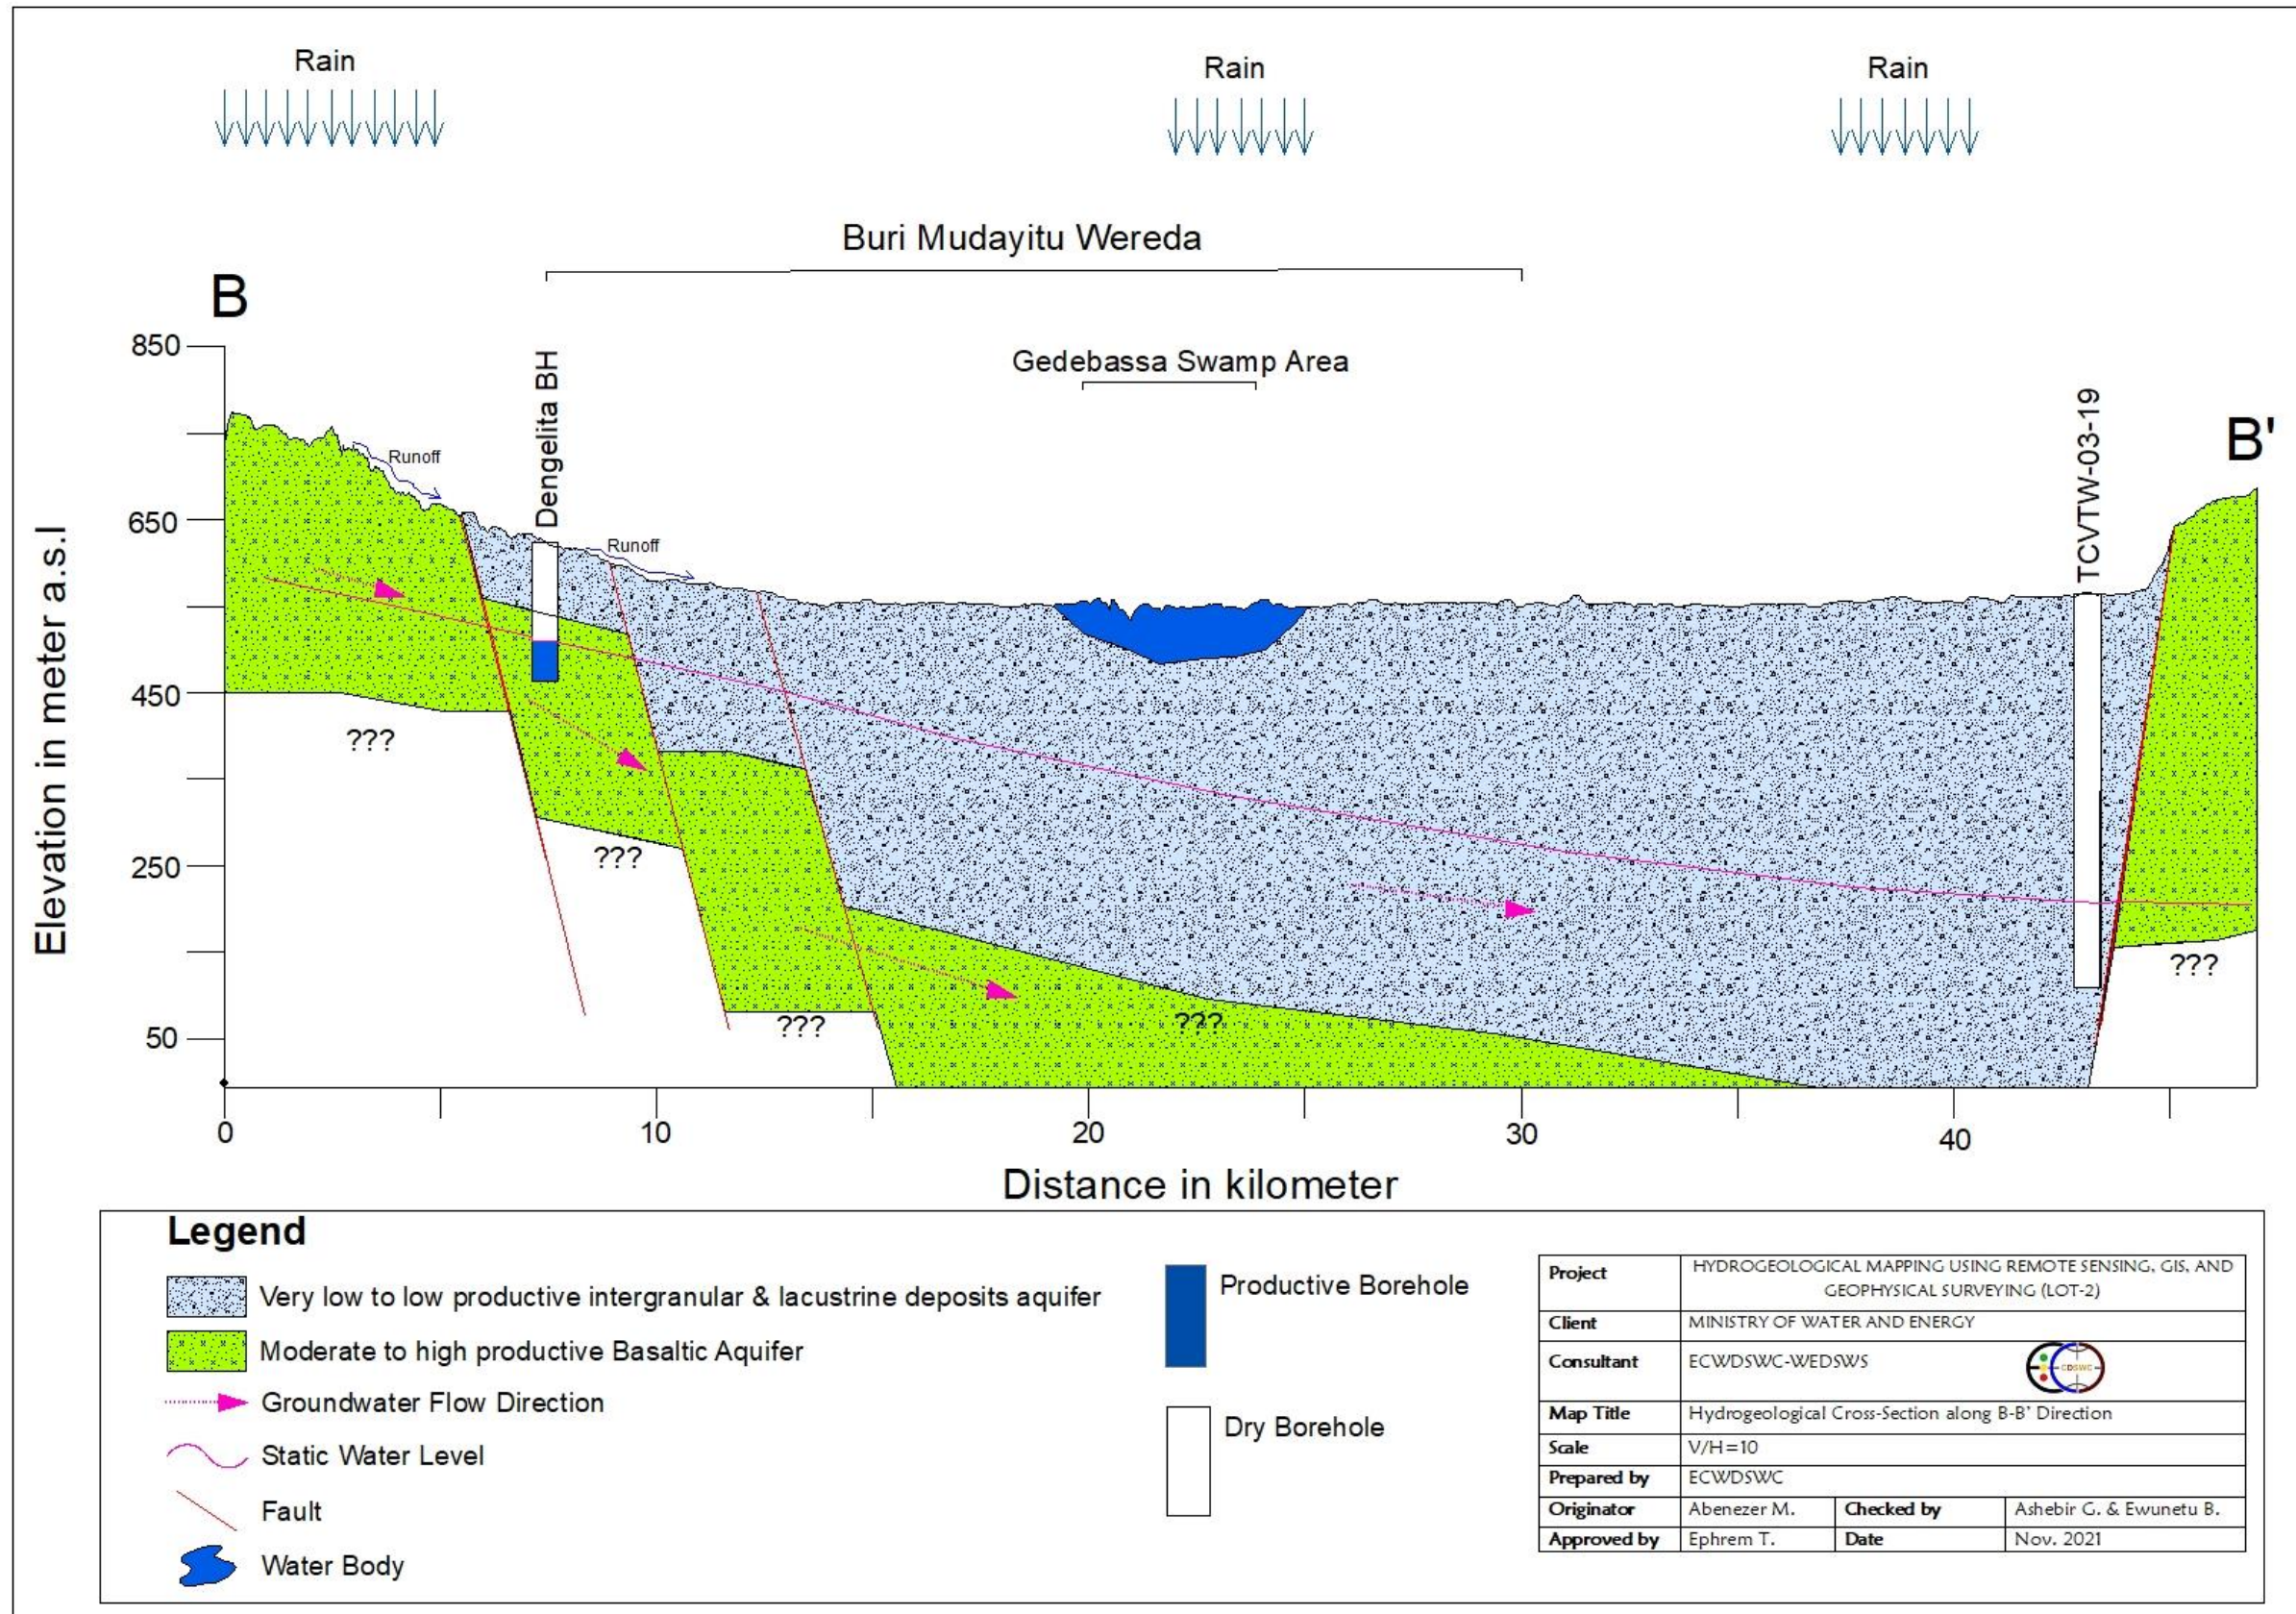 Rain
Rain
Rain
Buri Mudayitu Wereda
B
850
Gedebassa Swamp Area
Dengelita BH
TCVTW-03-19
B'
Runoff
650
Runoff
Elevation in meter a.s.l
450
???
250
???
???
50
???
???
0
10
20
30
40
Distance in kilometer
Legend
Very low to low productive intergranular & lacustrine deposits aquifer
Moderate to high productive Basaltic Aquifer
Groundwater Flow Direction
Static Water Level
Fault
Water Body
Productive Borehole
Dry Borehole
Project HYDROGEOLOGICAL MAPPING USING REMOTE SENSING, GIS, AND
GEOPHYSICAL SURVEYING (LOT-2)
Client MINISTRY OF WATER AND ENERGY
Consultant ECWDSWC-WEDSWS CDSWC
Map Title Hydrogeological Cross-Section along B-B' Direction
Scale V/H=10
Prepared by ECWDSWC
Originator Abenezer M. Checked by Ashebir G. & Ewunetu B.
Approved by Ephrem T. Date Nov. 2021